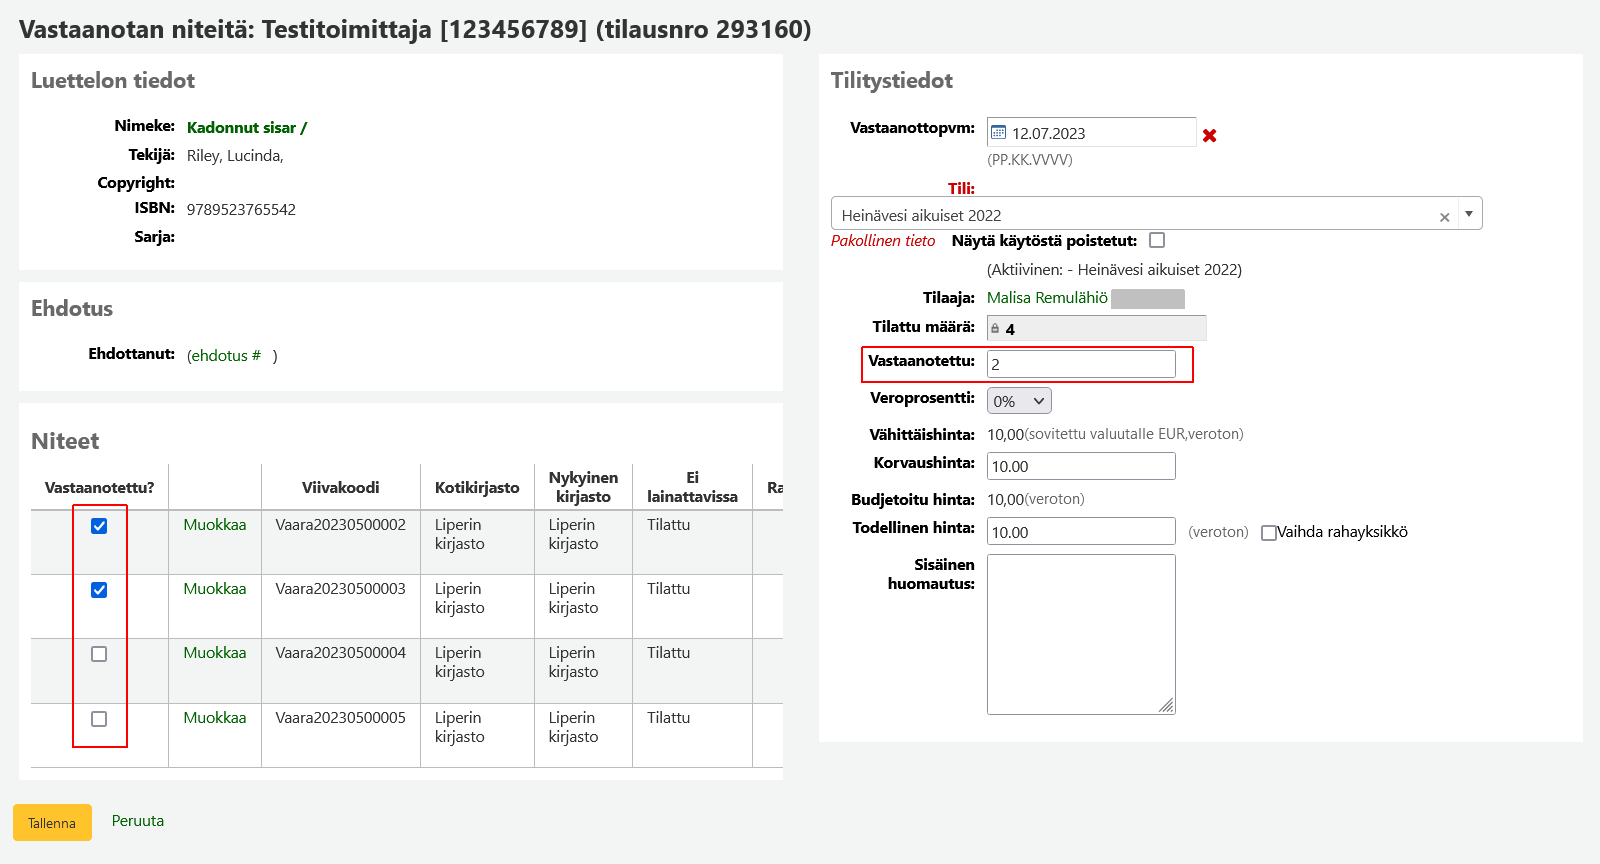 Vastaanotan niteitä: Testitoimittaja [123456789] (tilausnro 293160)
Luettelon tiedot
Nimeke: Kadonnut sisar /
Tekijä: Riley, Lucinda,
Copyright:
ISBN: 9789523765542
Sarja:
Ehdotus
Ehdottanut: (ehdotus # )
Niteet
Vastaanotettu? Viivakoodi Kotikirjasto Nykyinen kirjasto Ei lainattavissa Ra
Muokkaa Vaara20230500002 Liperin kirjasto Liperin kirjasto Tilattu
Muokkaa Vaara20230500003 Liperin kirjasto Liperin kirjasto Tilattu
Muokkaa Vaara20230500004 Liperin kirjasto Liperin kirjasto Tilattu
Muokkaa Vaara20230500005 Liperin kirjasto Liperin kirjasto Tilattu
Tilitystiedot
Vastaanottopvm: 12.07.2023
(PP.KK.VVVV)
Tili:
Heinävesi aikuiset 2022
Pakollinen tieto Näytä käytöstä poistetut:
(Aktiivinen: - Heinävesi aikuiset 2022)
Tilaaja: Malisa Remulähiö
Tilattu määrä: 4
Vastaanotettu: 2
Veroprosentti: 0%
Vähittäishinta: 10,00(sovitettu valuutalle EUR,veroton)
Korvaushinta: 10.00
Budjetoitu hinta: 10,00(veroton)
Todellinen hinta: 10.00 (veroton) Vaihda rahayksikkö
Sisäinen
huomautus:
Tallenna Peruuta